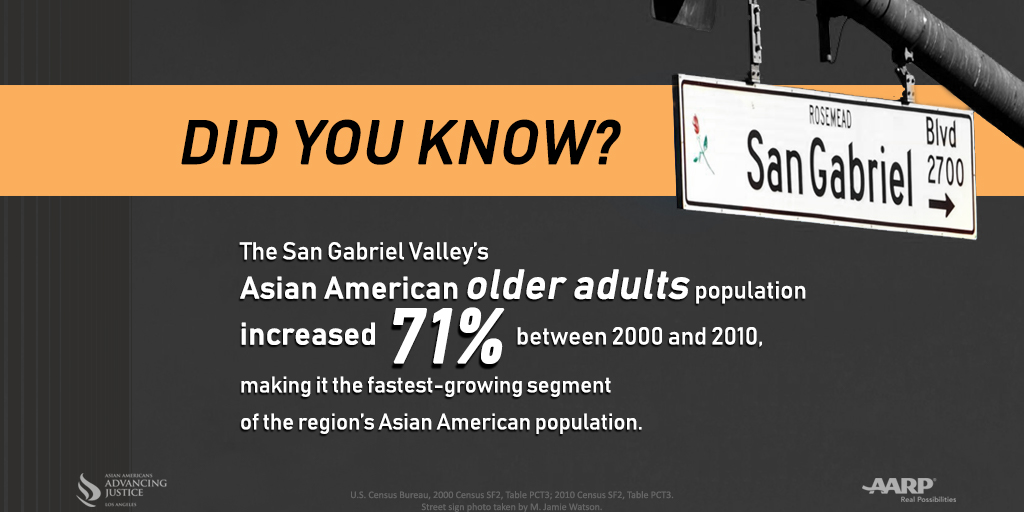 DID YOU KNOW?
ROSEMEAD
San Gabriel
Blvd
2700
The San Gabriel Valley's
Asian American older adults population
increased 71% between 2000 and 2010,
making it the fastest-growing segment
of the region's Asian American population.
ASIAN AMERICANS
ADVANCING
JUSTICE
LOS ANGELES
U.S. Census Bureau, 2000 Census SF2, Table PCT3; 2010 Census SF2, Table PCT3.
Street sign photo taken by M. Jamie Watson.
AARP®
Real Possibilities